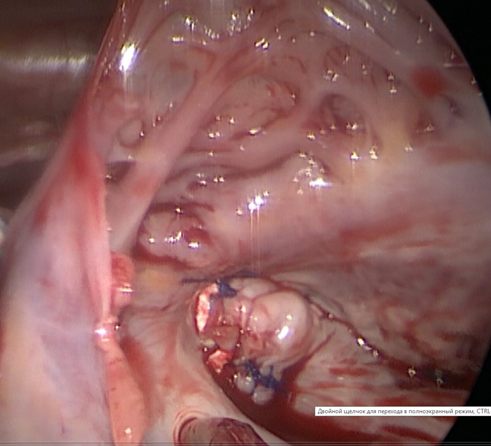 Двойной щелчок для перехода в полноэкранный режим, CTRL